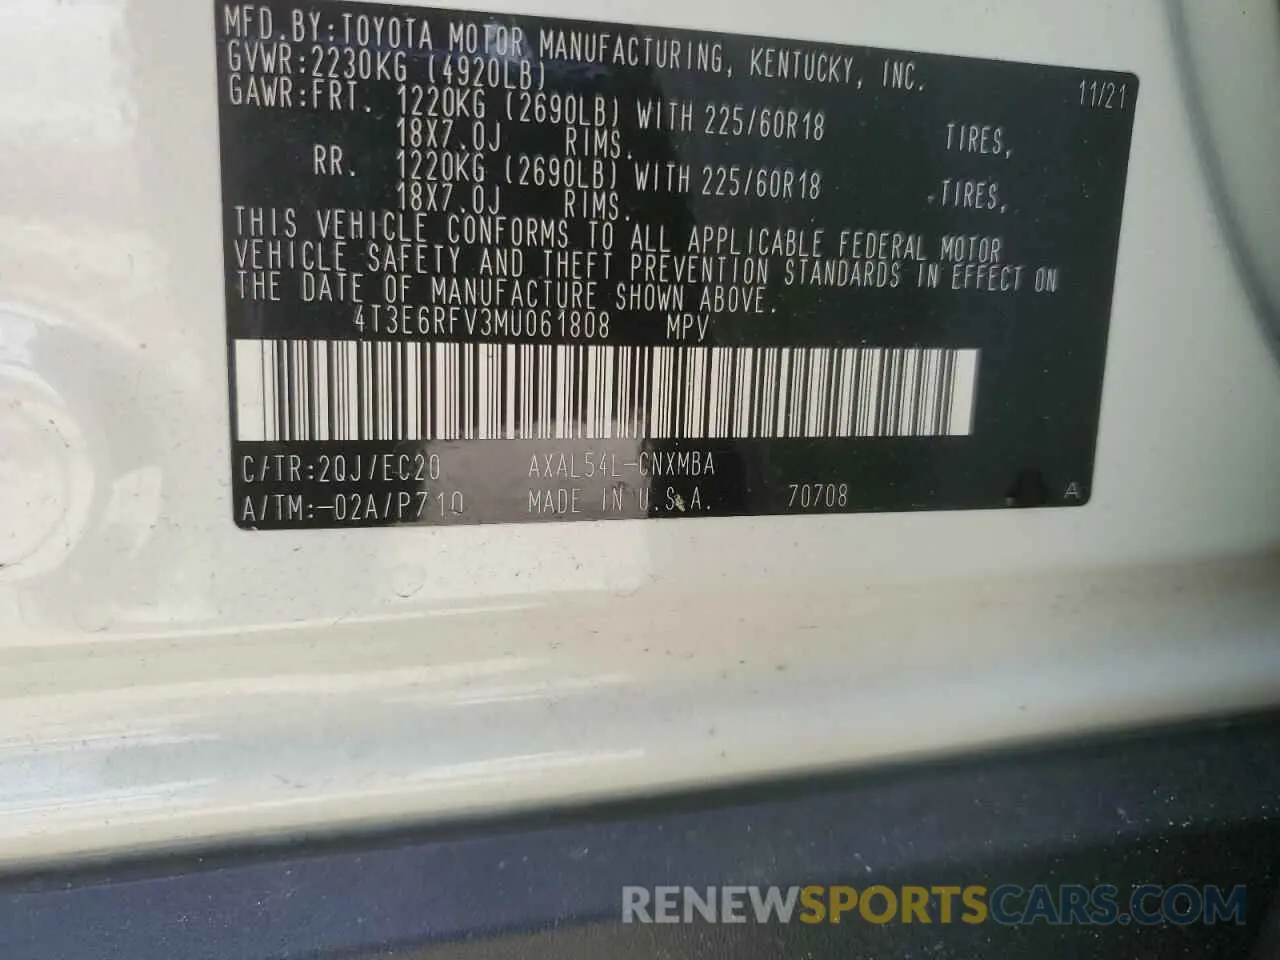 MFD.BY:TOYOTA MOTOR MANUFACTURING, KENTUCKY, INC. 11/21
GVWR:2230KG (4920LB)
GAWR:FRT. 1220KG (2690LB) WITH 225/60R18 TIRES,
18X7.0J RIMS.
RR. 1220KG (2690LB) WITH 225/60R18 TIRES,
18X7.0J RIMS.
THIS VEHICLE CONFORMS TO ALL APPLICABLE FEDERAL MOTOR
VEHICLE SAFETY AND THEFT PREVENTION STANDARDS IN EFFECT ON
THE DATE OF MANUFACTURE SHOWN ABOVE.
4T3E6RFV3MU061808 MPV
C/TR:2QJ/EC20 AXAL54L-CNXMBA
A/TM:-02A/P710 MADE IN U.S.A. 70708 A
RENEWSPORTSCARS.COM